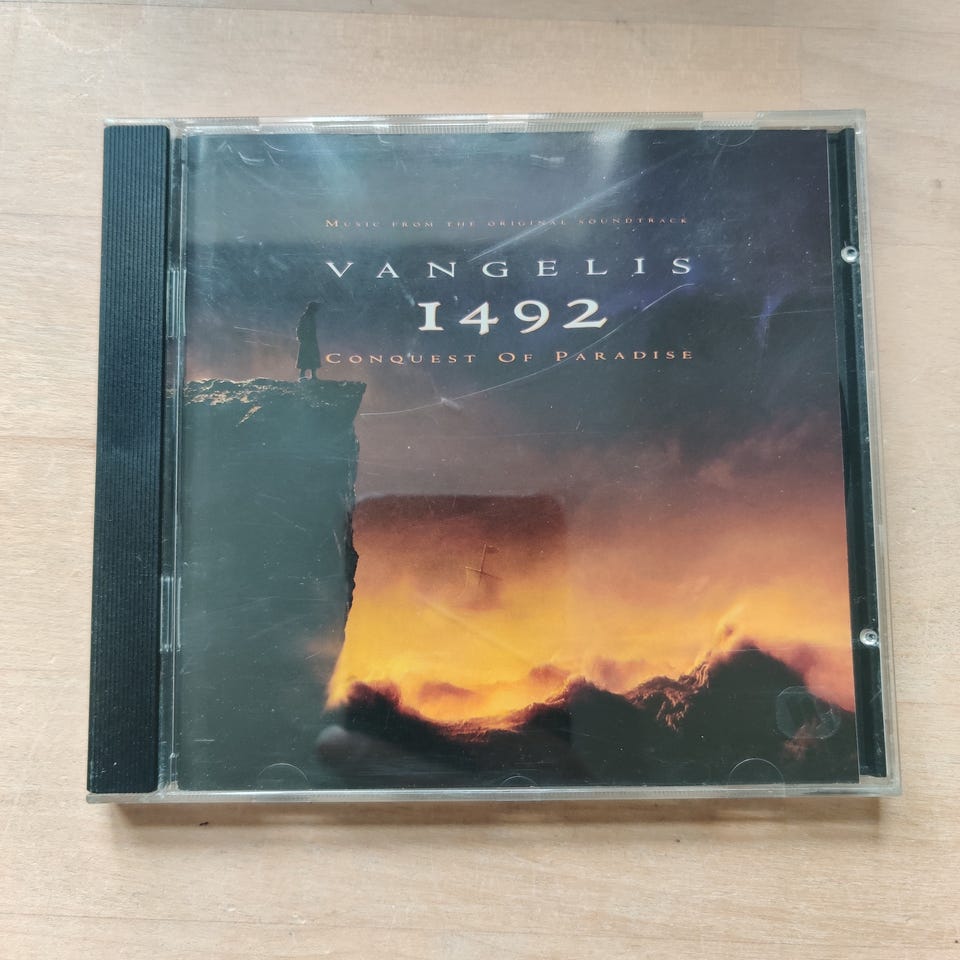 MUSIC FROM THE ORIGINAL SOUNDTRACK
VANGELIS
1492
CONQUEST OF PARADISE